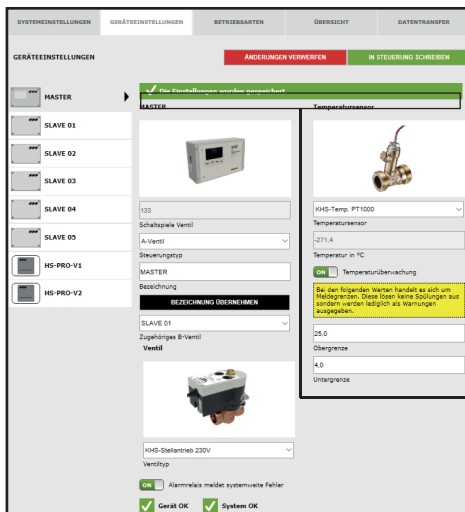 SYSTEMEINSTELLUNGEN
GERÄTEEINSTELLUNGEN
BETRIEBSARTEN
ÜBERSICHT
DATENTRANSFER
GERÄTEEINSTELLUNGEN
ÄNDERUNGEN VERWERFEN
IN STEUERUNG SCHREIBEN
MASTER
SLAVE 01
SLAVE 02
SLAVE 03
SLAVE 04
SLAVE 05
HS-PRO-V1
HS-PRO-V2
Die Einstellungen wurden gespeichert
MASTER
133
Schaltspiele Ventil
A-Ventil
Steuerungstyp
MASTER
Bezeichnung
BEZEICHNUNG ÜBERNEHMEN
SLAVE 01
Zugehöriges B-Ventil
Ventil
KHS-Stellantrieb 230V
Ventiltyp
ON Alarmrelais meldet systemweite Fehler
Gerät OK
System OK
Temperatursensor
KHS-Temp. PT1000
Temperatursensor
-271,4
Temperatur in °C
ON Temperaturüberwachung
Bei den folgenden Werten handelt es sich um
Meldegrenzen. Diese lösen keine Spülungen aus
sondern werden lediglich als Warnungen
ausgegeben.
25,0
Obergrenze
4,0
Untergrenze